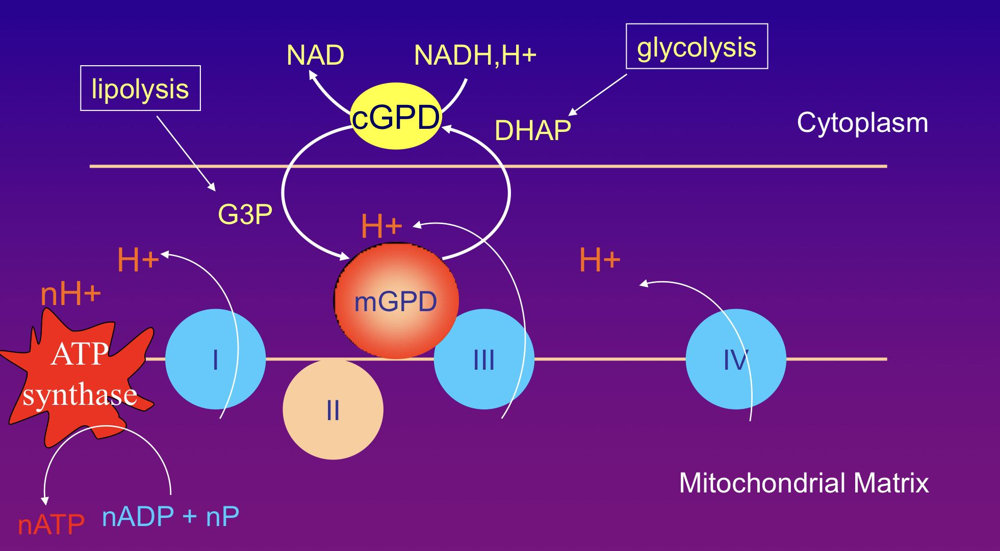 NAD
NADH,H+
glycolysis
lipolysis
cGPD
DHAP
Cytoplasm
G3P
H+
H+
H+
nH+
mGPD
ATP
synthase
I
II
III
IV
Mitochondrial Matrix
nATP
nADP + nP